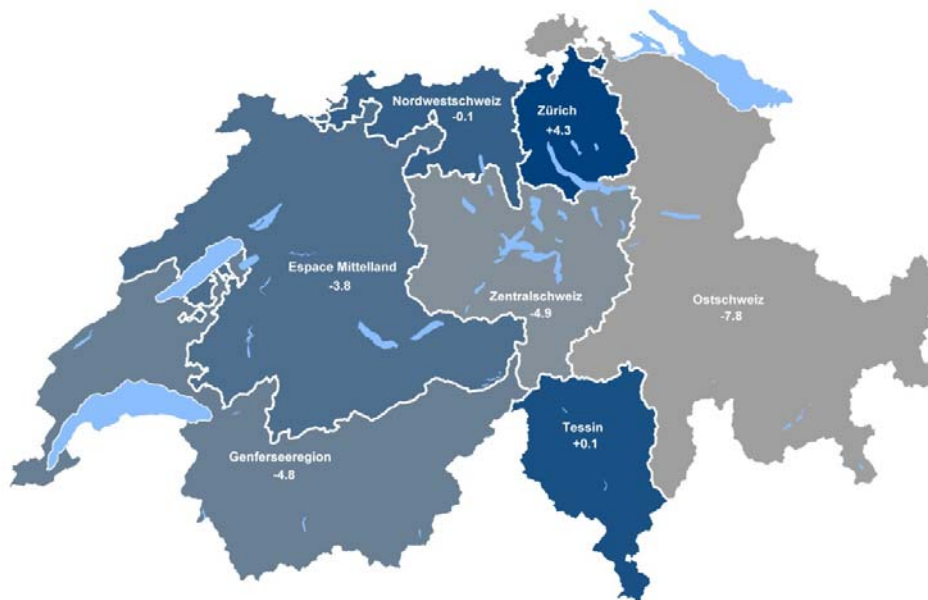 Nordwestschweiz
-0.1
Zürich
+4.3
Espace Mittelland
-3.8
Zentralschweiz
-4.9
Ostschweiz
-7.8
Tessin
+0.1
Genferseeregion
-4.8